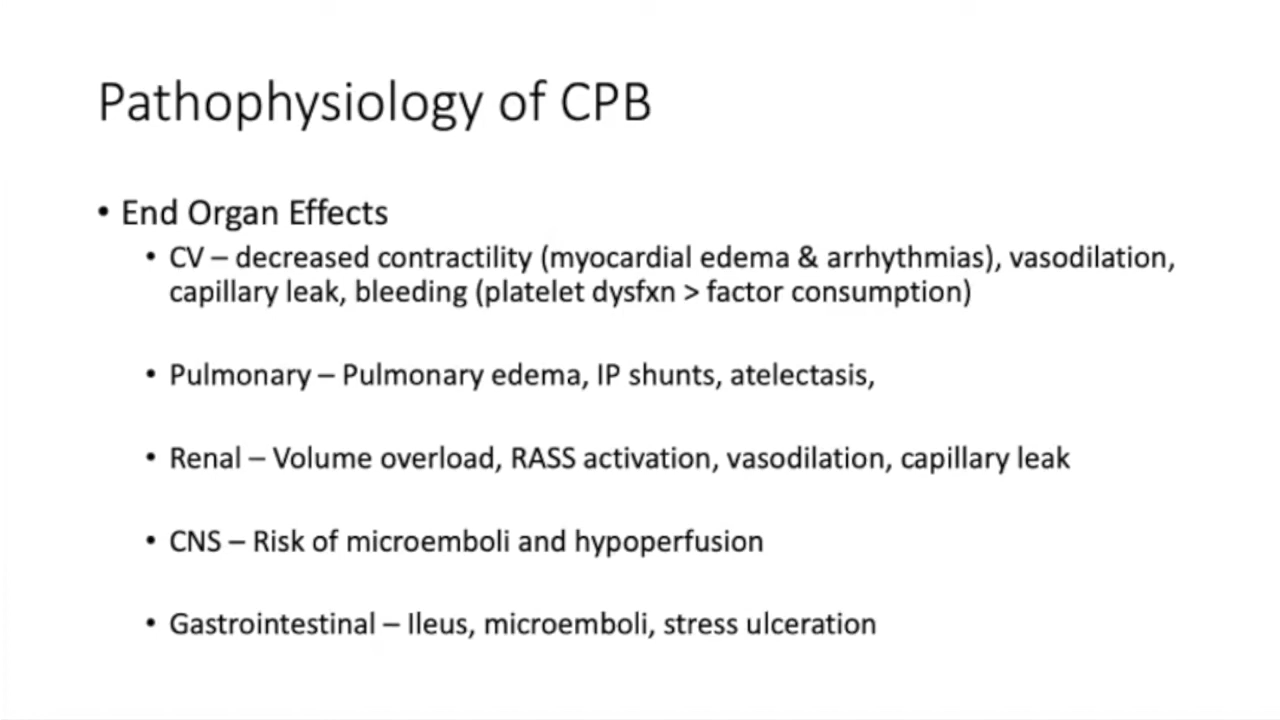 Pathophysiology of CPB
• End Organ Effects
• CV – decreased contractility (myocardial edema & arrhythmias), vasodilation,
capillary leak, bleeding (platelet dysfxn > factor consumption)
• Pulmonary – Pulmonary edema, IP shunts, atelectasis,
• Renal – Volume overload, RASS activation, vasodilation, capillary leak
• CNS – Risk of microemboli and hypoperfusion
• Gastrointestinal – Ileus, microemboli, stress ulceration